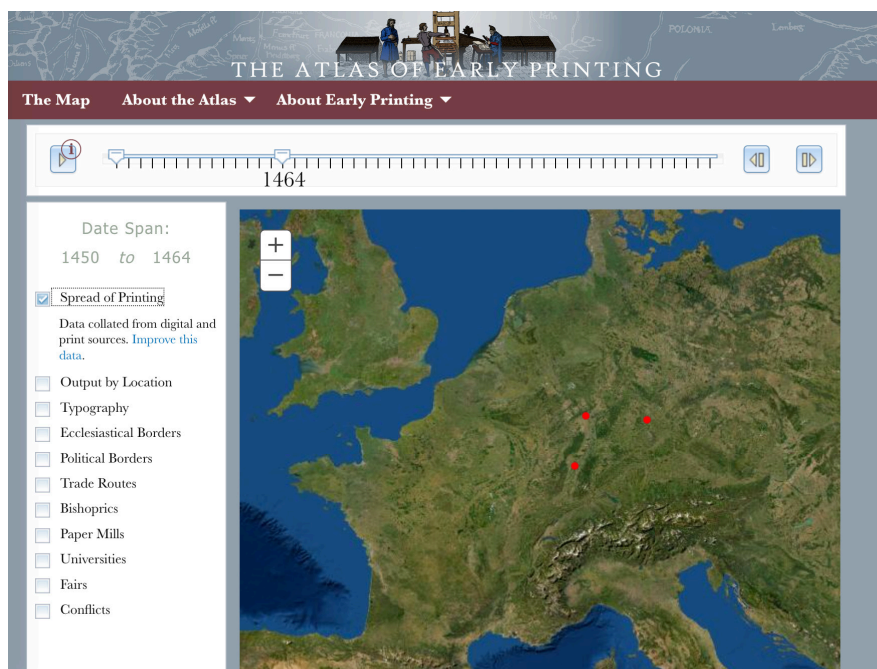 POLONIA
Lemberg
THE ATLAS OF EARLY PRINTING
The Map About the Atlas About Early Printing
1
1464
Date Span:
1450 to 1464
Spread of Printing
Data collated from digital and
print sources. Improve this
data.
Output by Location
Typography
Ecclesiastical Borders
Political Borders
Trade Routes
Bishoprics
Paper Mills
Universities
Fairs
Conflicts
+
−